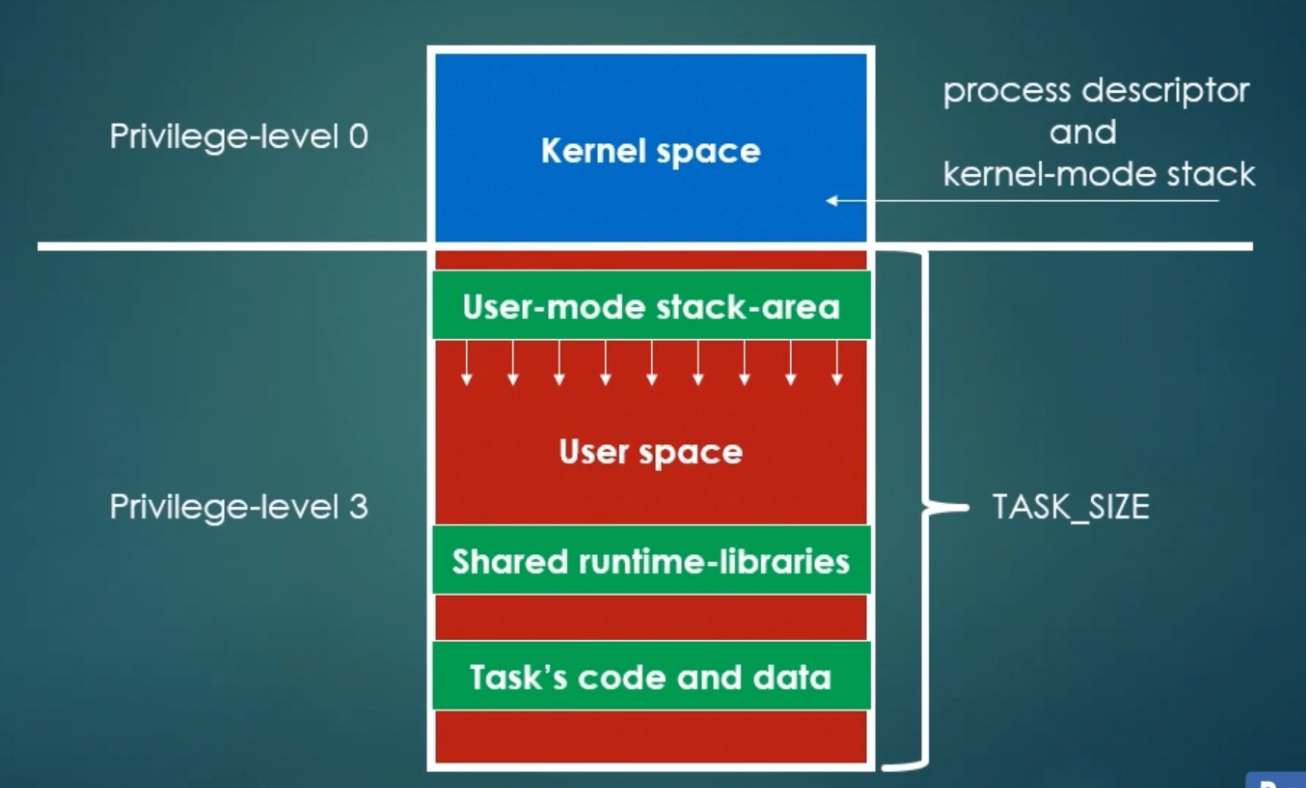 Privilege-level 0
Kernel space
process descriptor
and
kernel-mode stack
User-mode stack-area
User space
Privilege-level 3
TASK_SIZE
Shared runtime-libraries
Task’s code and data